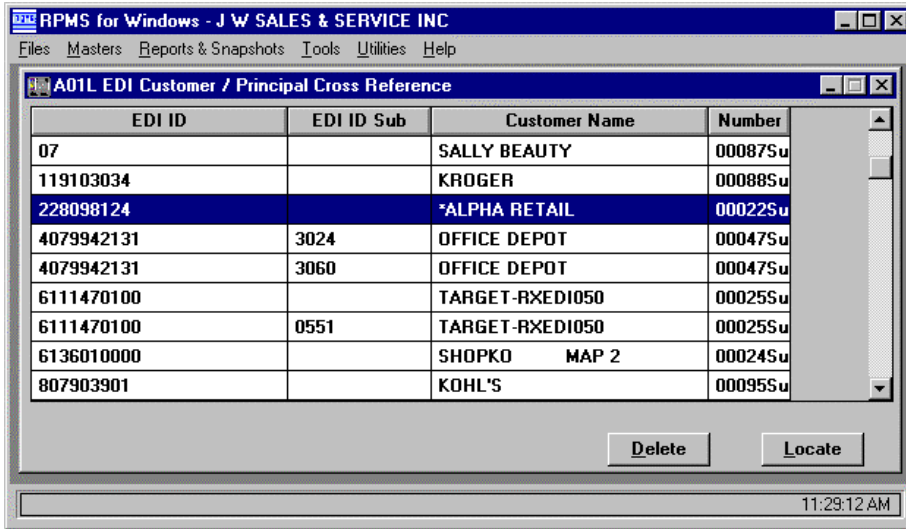 RPMS for Windows - J W SALES & SERVICE INC
Files Masters Reports & Snapshots Tools Utilities Help
A01L EDI Customer / Principal Cross Reference
EDI ID EDI ID Sub Customer Name Number
07 SALLY BEAUTY 00087Su
119103034 KROGER 00088Su
228098124 *ALPHA RETAIL 00022Su
4079942131 3024 OFFICE DEPOT 00047Su
4079942131 3060 OFFICE DEPOT 00047Su
6111470100 TARGET-RXEDI050 00025Su
6111470100 0551 TARGET-RXEDI050 00025Su
6136010000 SHOPKO MAP 2 00024Su
807903901 KOHL'S 00095Su
Delete Locate
11:29:12 AM